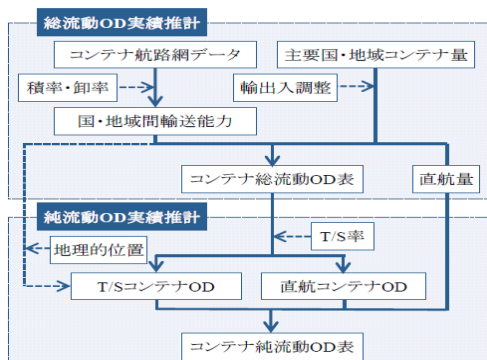 総流動OD実績推計
コンテナ航路網データ
主要国・地域コンテナ量
積率・卸率
輸出入調整
国・地域間輸送能力
コンテナ総流動OD表
直航量
純流動OD実績推計
地理的位置
T/S率
T/SコンテナOD
直航コンテナOD
コンテナ純流動OD表